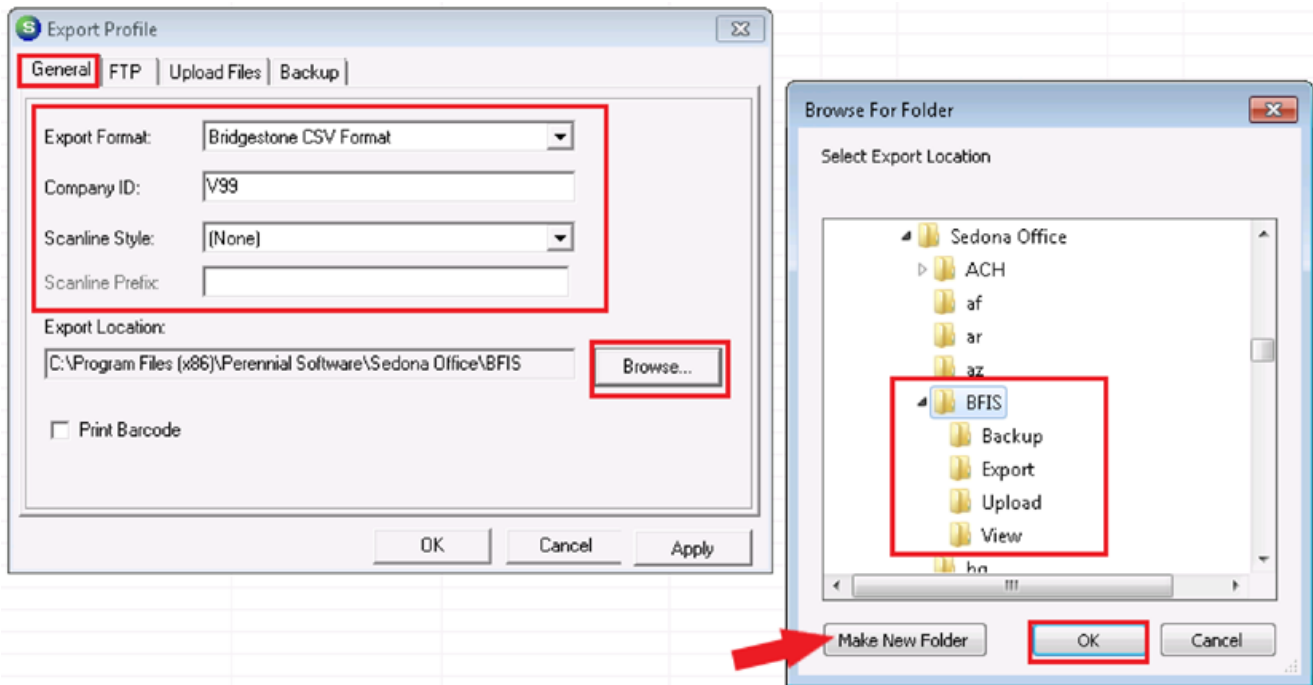 Export Profile
General FTP Upload Files Backup
Export Format: Bridgestone CSV Format
Company ID: V99
Scanline Style: (None)
Scanline Prefix:
Export Location:
C:\Program Files (x86)\Perennial Software\Sedona Office\BFIS
Browse...
Print Barcode
OK Cancel Apply
Browse For Folder
Select Export Location
Sedona Office
ACH
af
ar
az
BFIS
Backup
Export
Upload
View
bg
Make New Folder OK Cancel